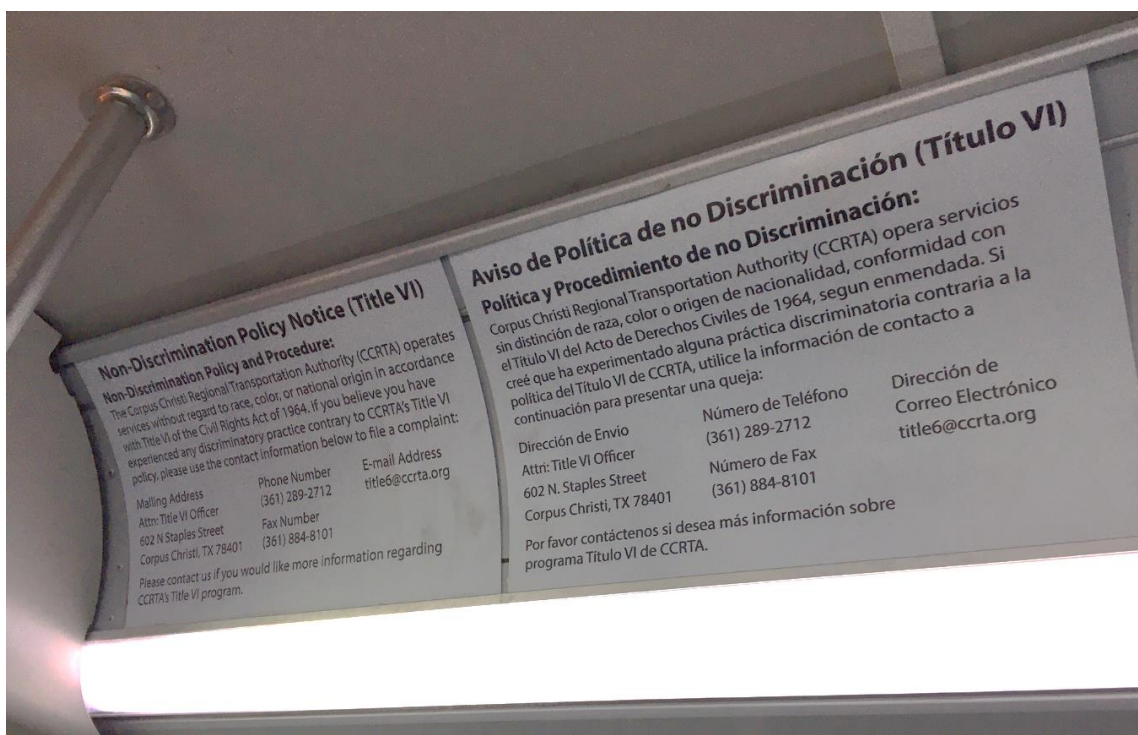 Non-Discrimination Policy Notice (Title VI)
Non-Discrimination Policy and Procedure:
The Corpus Christi Regional Transportation Authority (CCRTA) operates
services without regard to race, color, or national origin in accordance
with Title VI of the Civil Rights Act of 1964. If you believe you have
experienced any discriminatory practice contrary to CCRTA's Title VI
policy, please use the contact information below to file a complaint:
Mailing Address
Attn: Title VI Officer
602 N Staples Street
Corpus Christi, TX 78401
Phone Number
(361) 289-2712
Fax Number
(361) 884-8101
E-mail Address
title6@ccrta.org
Please contact us if you would like more information regarding
CCRTA's Title VI program.
Aviso de Política de no Discriminación (Título VI)
Política y Procedimiento de no Discriminación:
Corpus Christi Regional Transportation Authority (CCRTA) opera servicios
sin distinción de raza, color o origen de nacionalidad, conformidad con
el Título VI del Acto de Derechos Civiles de 1964, segun enmendada. Si
creé que ha experimentado alguna práctica discriminatoria contraria a la
política del Título VI de CCRTA, utilice la información de contacto a
continuación para presentar una queja:
Dirección de Envio
Attn: Title VI Officer
602 N. Staples Street
Corpus Christi, TX 78401
Número de Teléfono
(361) 289-2712
Número de Fax
(361) 884-8101
Dirección de
Correo Electrónico
title6@ccrta.org
Por favor contáctenos si desea más información sobre
programa Título VI de CCRTA.